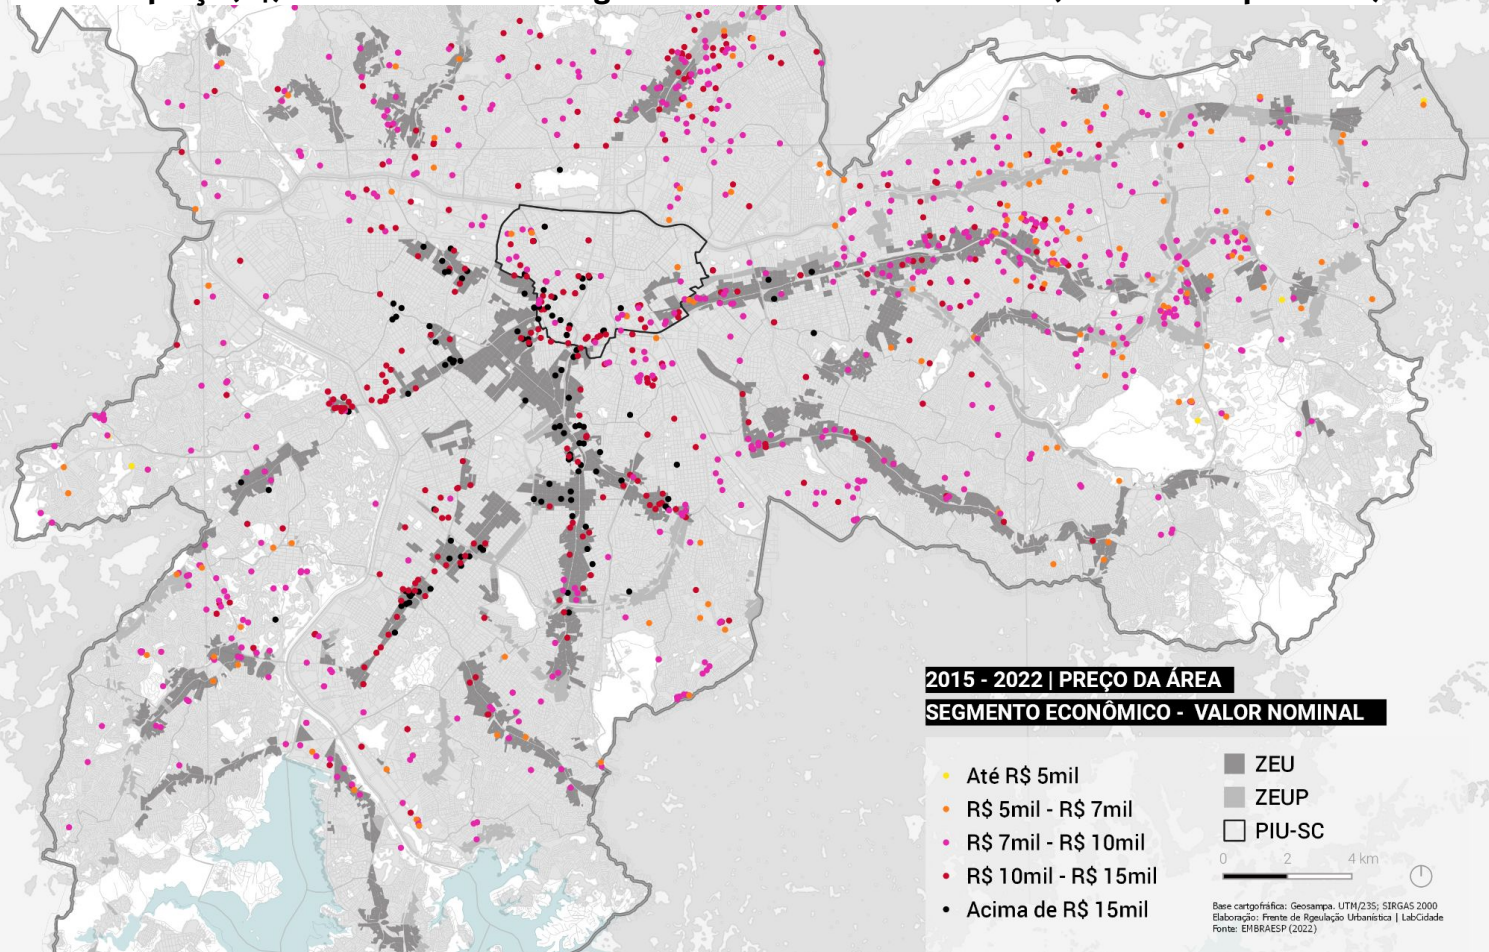 2015 - 2022 | PREÇO DA ÁREA
SEGMENTO ECONÔMICO - VALOR NOMINAL
Até R$ 5mil
R$ 5mil - R$ 7mil
R$ 7mil - R$ 10mil
R$ 10mil - R$ 15mil
Acima de R$ 15mil
ZEU
ZEUP
PIU-SC
0 2 4 km
Base cartgofráfica: Geosampa. UTM/23S; SIRGAS 2000
Elaboração: Frente de Rgeulação Urbanística | LabCidade
Fonte: EMBRAESP (2022)